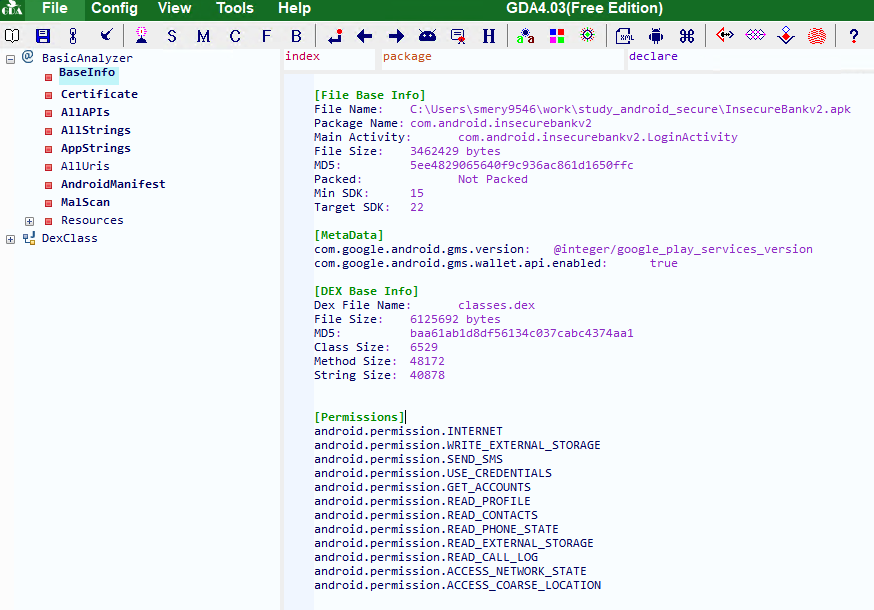 GDA File Config View Tools Help GDA4.03(Free Edition)
S M C F B H a a XML ?
BasicAnalyzer
BaseInfo
Certificate
AllAPIs
AllStrings
AppStrings
AllUris
AndroidManifest
MalScan
Resources
DexClass
index package declare
[File Base Info]
File Name: C:\Users\smery9546\work\study_android_secure\InsecureBankv2.apk
Package Name: com.android.insecurebankv2
Main Activity: com.android.insecurebankv2.LoginActivity
File Size: 3462429 bytes
MD5: 5ee4829065640f9c936ac861d1650ffc
Packed: Not Packed
Min SDK: 15
Target SDK: 22
[MetaData]
com.google.android.gms.version: @integer/google_play_services_version
com.google.android.gms.wallet.api.enabled: true
[DEX Base Info]
Dex File Name: classes.dex
File Size: 6125692 bytes
MD5: baa61ab1d8df56134c037cabc4374aa1
Class Size: 6529
Method Size: 48172
String Size: 40878
[Permissions]
android.permission.INTERNET
android.permission.WRITE_EXTERNAL_STORAGE
android.permission.SEND_SMS
android.permission.USE_CREDENTIALS
android.permission.GET_ACCOUNTS
android.permission.READ_PROFILE
android.permission.READ_CONTACTS
android.permission.READ_PHONE_STATE
android.permission.READ_EXTERNAL_STORAGE
android.permission.READ_CALL_LOG
android.permission.ACCESS_NETWORK_STATE
android.permission.ACCESS_COARSE_LOCATION